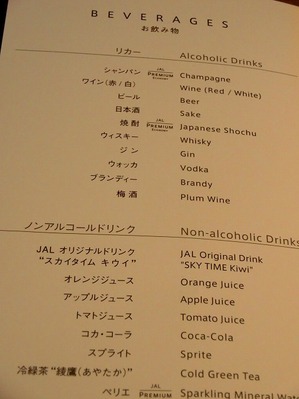 BEVERAGES
お飲み物
リカー Alcoholic Drinks
シャンパン JAL PREMIUM ECONOMY Champagne
ワイン (赤 / 白) Wine (Red / White)
ビール Beer
日本酒 Sake
焼酎 JAL PREMIUM ECONOMY Japanese Shochu
ウィスキー Whisky
ジン Gin
ウォッカ Vodka
ブランディー Brandy
梅酒 Plum Wine
ノンアルコールドリンク Non-alcoholic Drinks
JAL オリジナルドリンク JAL Original Drink
“スカイタイム キウイ” "SKY TIME Kiwi"
オレンジジュース Orange Juice
アップルジュース Apple Juice
トマトジュース Tomato Juice
コカ・コーラ Coca-Cola
スプライト Sprite
冷緑茶 “綾鷹(あやたか)” Cold Green Tea
ペリエ JAL PREMIUM Sparkling Mineral Wat